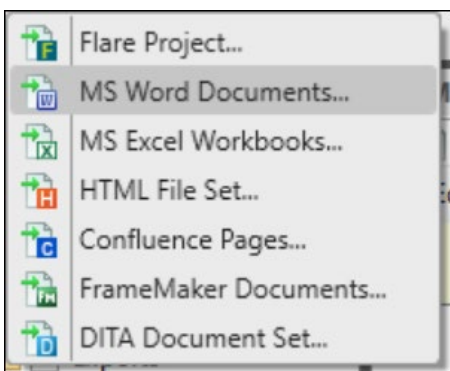 Flare Project...
MS Word Documents...
MS Excel Workbooks...
HTML File Set...
Confluence Pages...
FrameMaker Documents...
DITA Document Set...